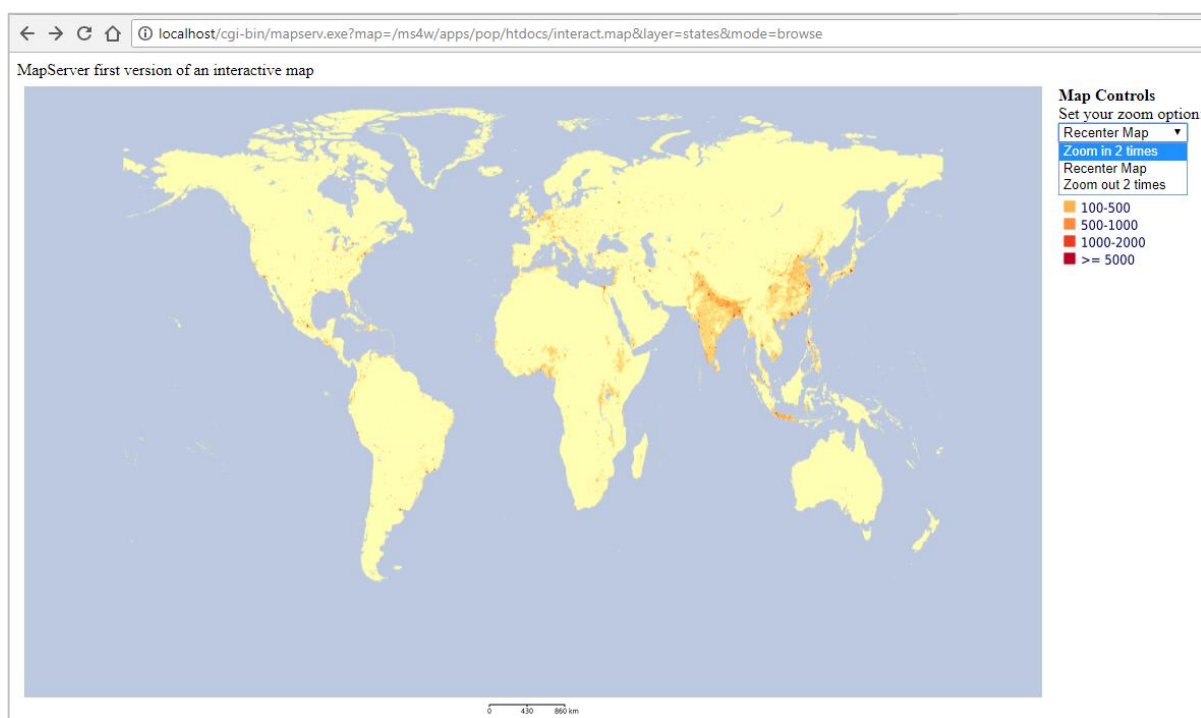 localhost/cgi-bin/mapserv.exe?map=/ms4w/apps/pop/htdocs/interact.map&layer=states&mode=browse
MapServer first version of an interactive map
Map Controls
Set your zoom option
Recenter Map
Zoom in 2 times
Recenter Map
Zoom out 2 times
100-500
500-1000
1000-2000
>= 5000
0 430 860 km